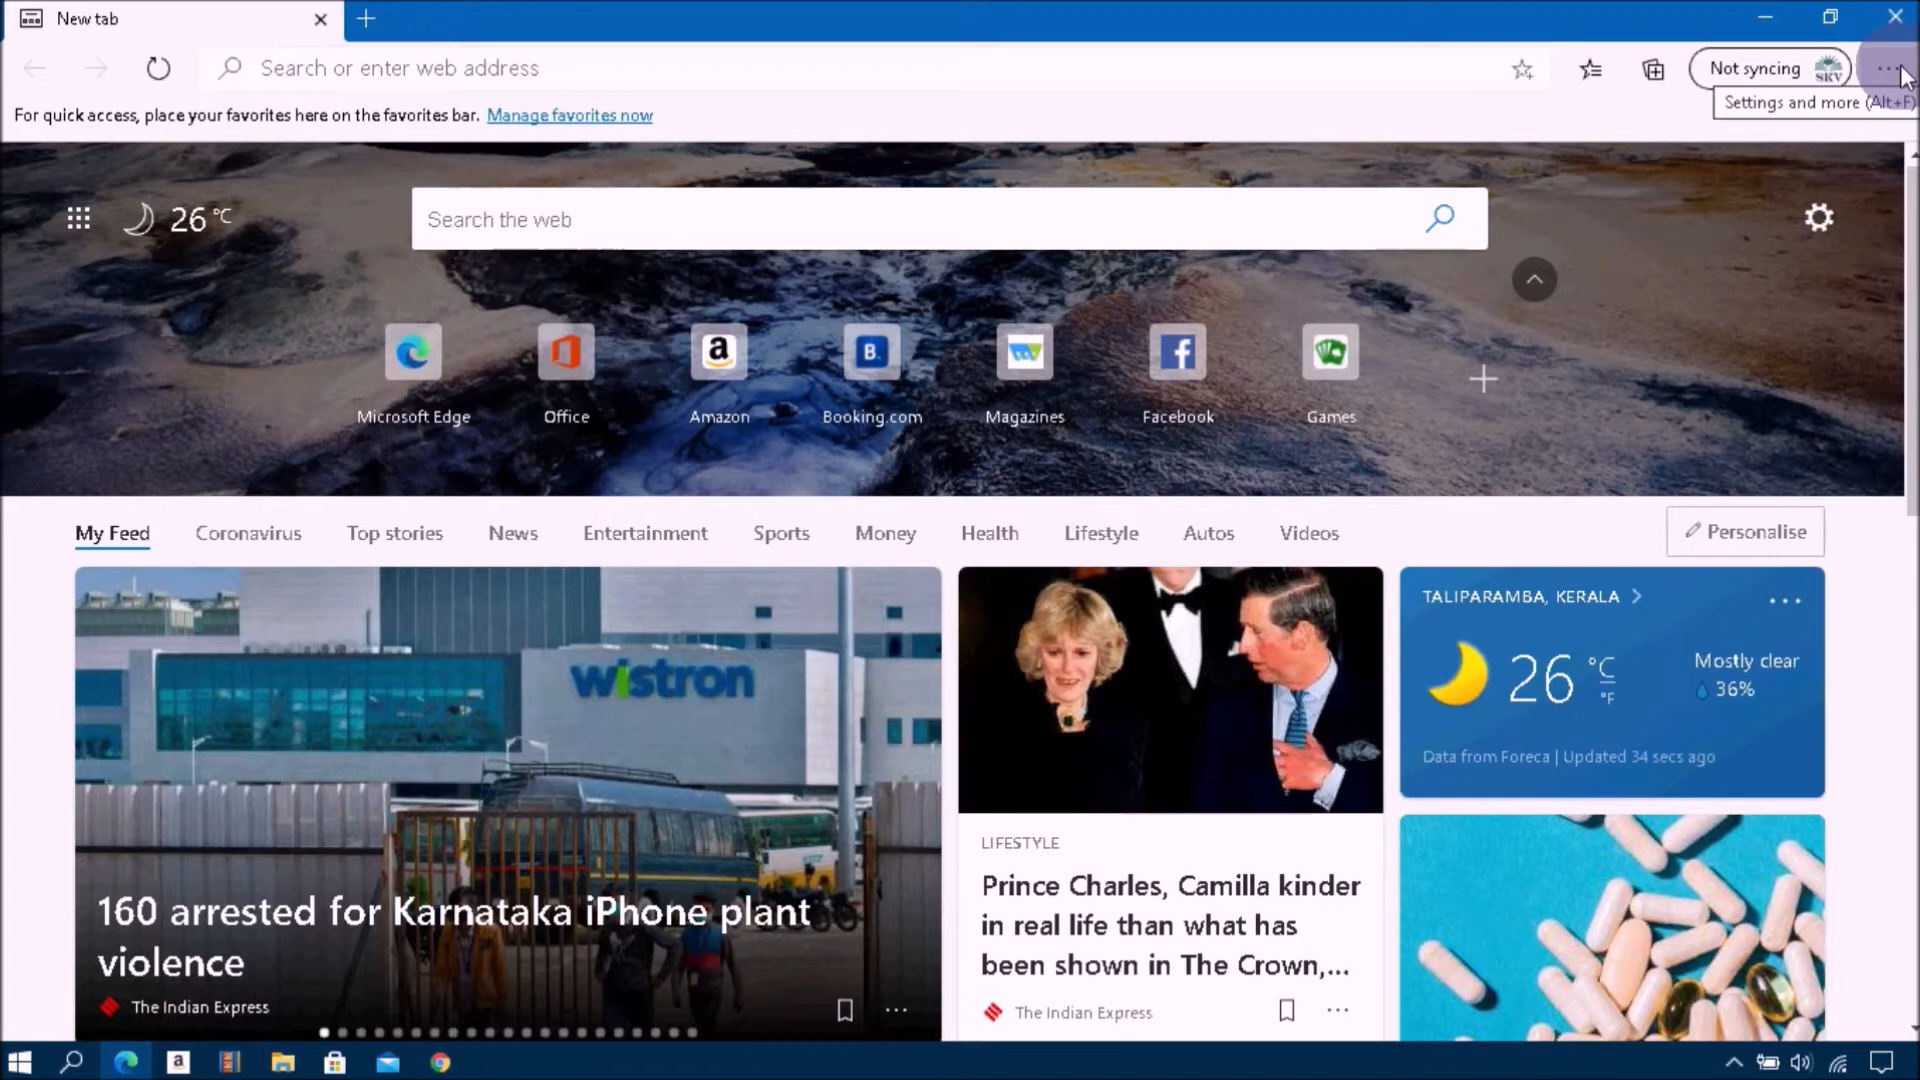 New tab
Search or enter web address
Not syncing
SKV
Settings and more (Alt+F)
For quick access, place your favorites here on the favorites bar. Manage favorites now
26 °C
Search the web
a
B.
f
Microsoft Edge
Office
Amazon
Booking.com
Magazines
Facebook
Games
My Feed
Coronavirus
Top stories
News
Entertainment
Sports
Money
Health
Lifestyle
Autos
Videos
Personalise
wistron
160 arrested for Karnataka iPhone plant
violence
The Indian Express
LIFESTYLE
Prince Charles, Camilla kinder
in real life than what has
been shown in The Crown,...
The Indian Express
TALIPARAMBA, KERALA
26 °C
°F
Mostly clear
36%
Data from Foreca | Updated 34 secs ago
a